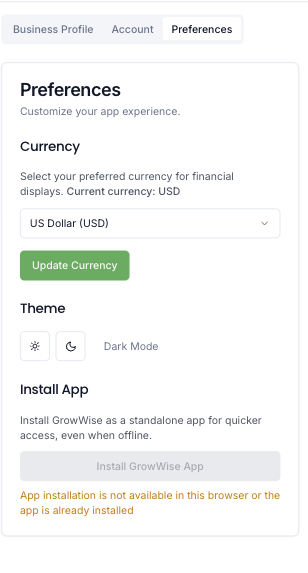 Business Profile Account Preferences
Preferences
Customize your app experience.
Currency
Select your preferred currency for financial
displays. Current currency: USD
US Dollar (USD)
Update Currency
Theme
Dark Mode
Install App
Install GrowWise as a standalone app for quicker
access, even when offline.
Install GrowWise App
App installation is not available in this browser or the
app is already installed